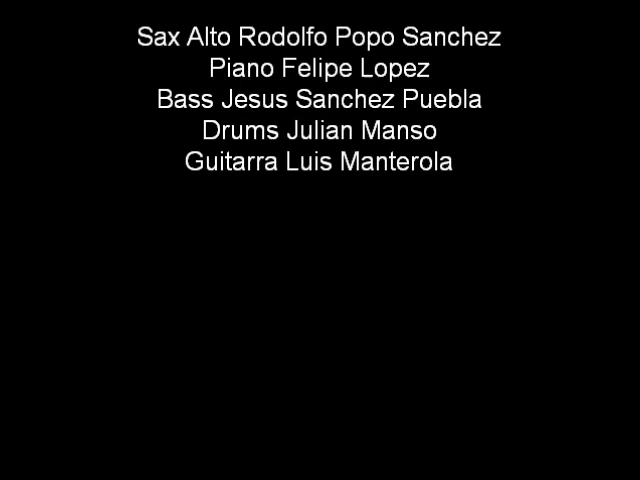 Sax Alto Rodolfo Popo Sanchez
Piano Felipe Lopez
Bass Jesus Sanchez Puebla
Drums Julian Manso
Guitarra Luis Manterola